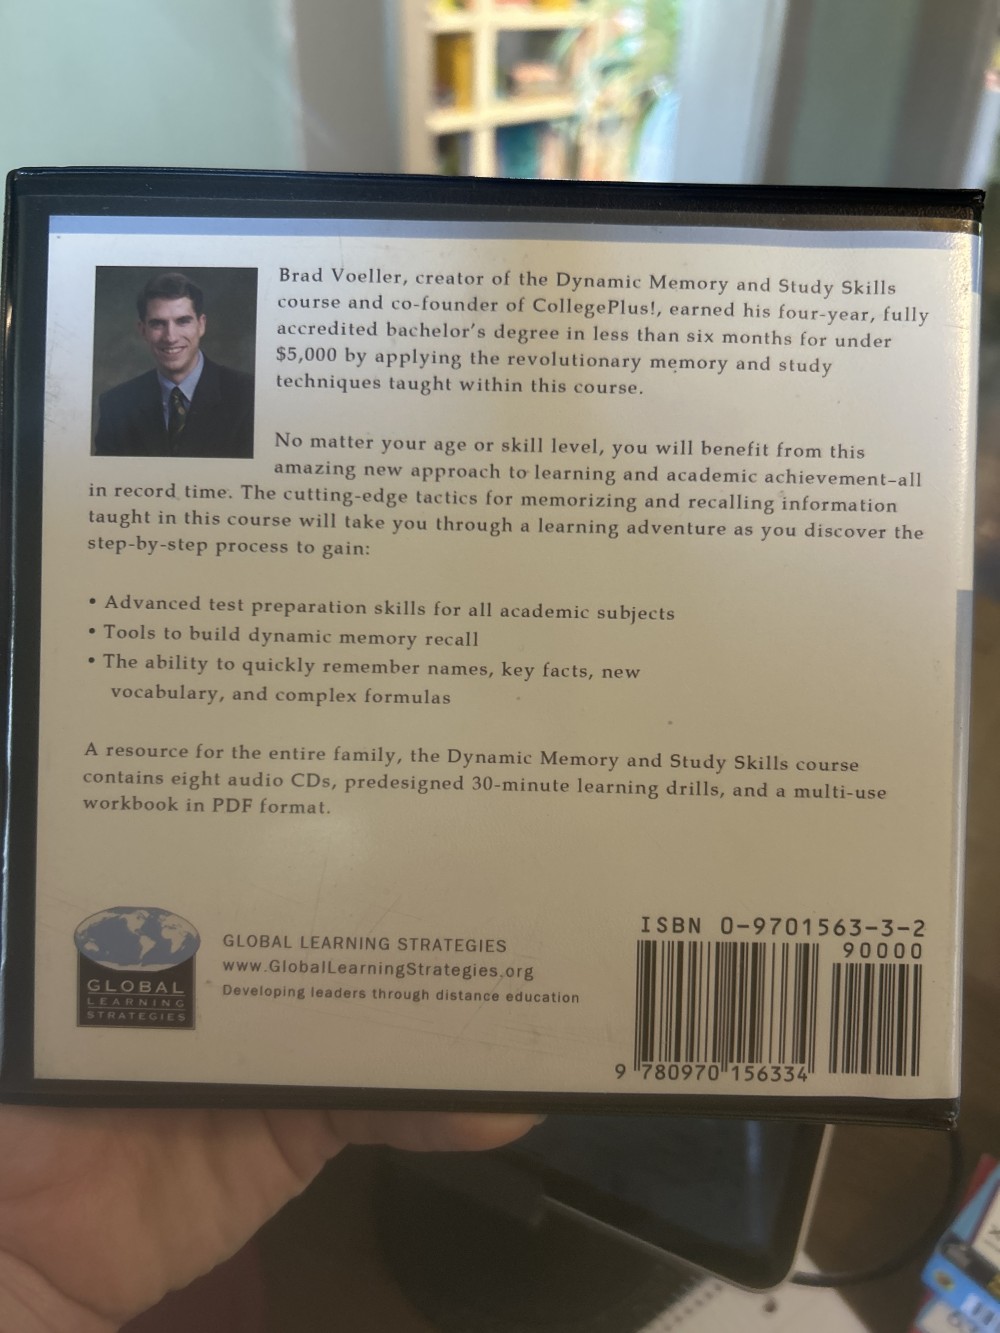 Brad Voeller, creator of the Dynamic Memory and Study Skills
course and co-founder of CollegePlus!, earned his four-year, fully
accredited bachelor's degree in less than six months for under
$5,000 by applying the revolutionary memory and study
techniques taught within this course.
No matter your age or skill level, you will benefit from this
amazing new approach to learning and academic achievement–all
in record time. The cutting-edge tactics for memorizing and recalling information
taught in this course will take you through a learning adventure as you discover the
step-by-step process to gain:
• Advanced test preparation skills for all academic subjects
• Tools to build dynamic memory recall
• The ability to quickly remember names, key facts, new
vocabulary, and complex formulas
A resource for the entire family, the Dynamic Memory and Study Skills course
contains eight audio CDs, predesigned 30-minute learning drills, and a multi-use
workbook in PDF format.
GLOBAL
LEARNING
STRATEGIES
GLOBAL LEARNING STRATEGIES
www.GlobalLearningStrategies.org
Developing leaders through distance education
ISBN 0-9701563-3-2
90000
9 780970 156334